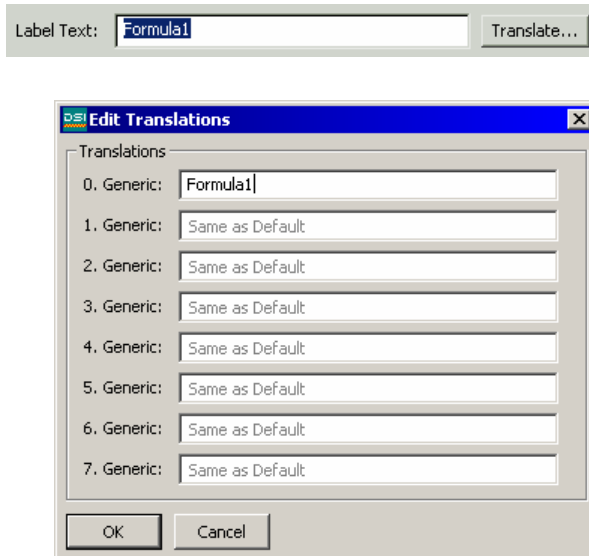 Label Text: Formula1 Translate...
DSI Edit Translations
Translations
0. Generic: Formula1
1. Generic: Same as Default
2. Generic: Same as Default
3. Generic: Same as Default
4. Generic: Same as Default
5. Generic: Same as Default
6. Generic: Same as Default
7. Generic: Same as Default
OK Cancel